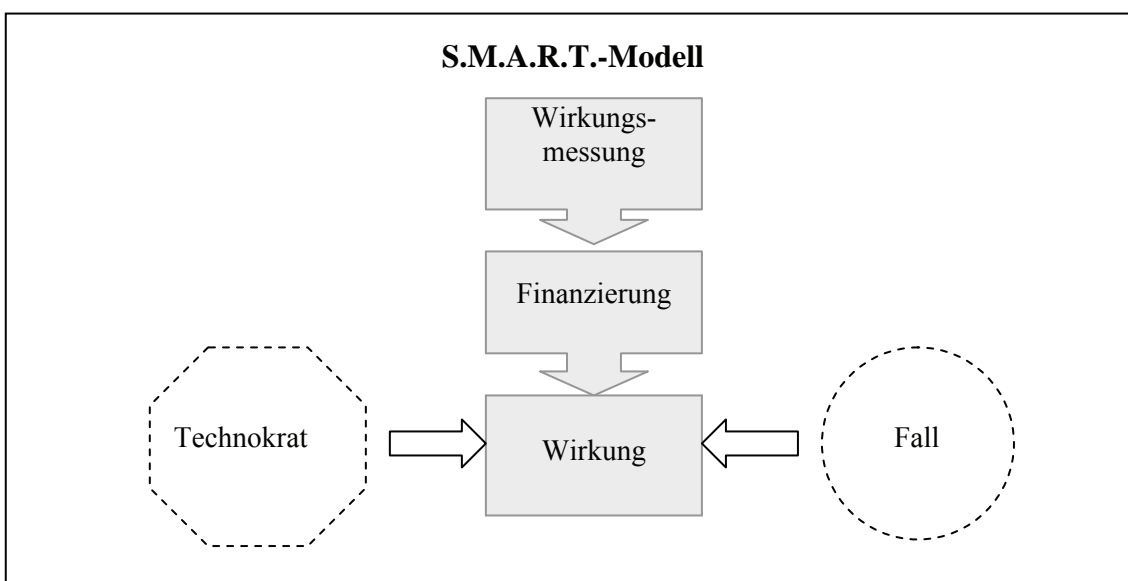 S.M.A.R.T.-Modell
Wirkungs-
messung
Finanzierung
Technokrat
Wirkung
Fall